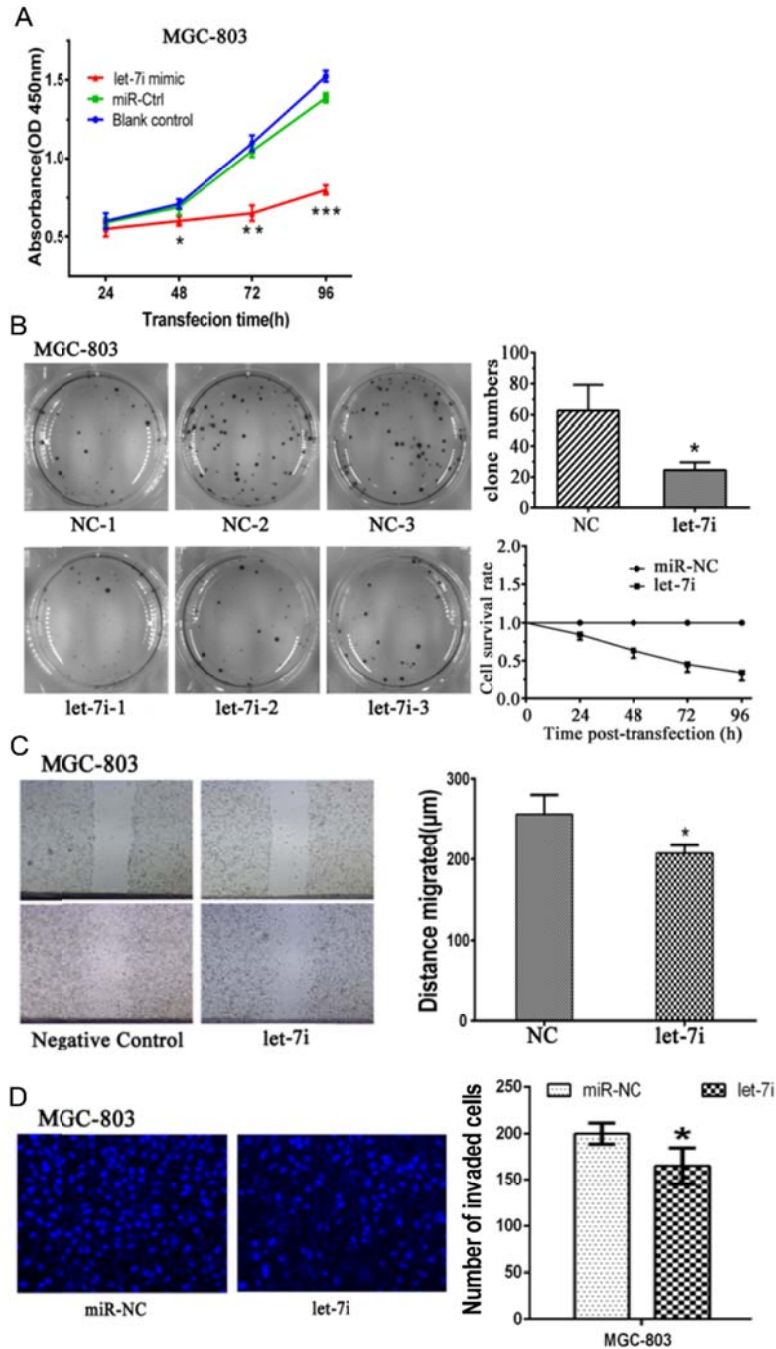 A
MGC-803
let-7i mimic
miR-Ctrl
Blank control
Absorbance(OD 450nm)
1.5
1.0
0.5
*
**
***
24 48 72 96
Transfecion time(h)
B
MGC-803
NC-1 NC-2 NC-3
let-7i-1 let-7i-2 let-7i-3
clone numbers
100
80
60
40
20
0
*
NC let-7i
miR-NC
let-7i
Cell survival rate
2.0
1.5
1.0
0.5
0.0
0 24 48 72 96
Time post-transfection (h)
C
MGC-803
Negative Control let-7i
Distance migrated(μm)
300
200
100
0
*
NC let-7i
D
MGC-803
miR-NC let-7i
Number of invaded cells
250
200
150
100
50
0
miR-NC let-7i
*
MGC-803